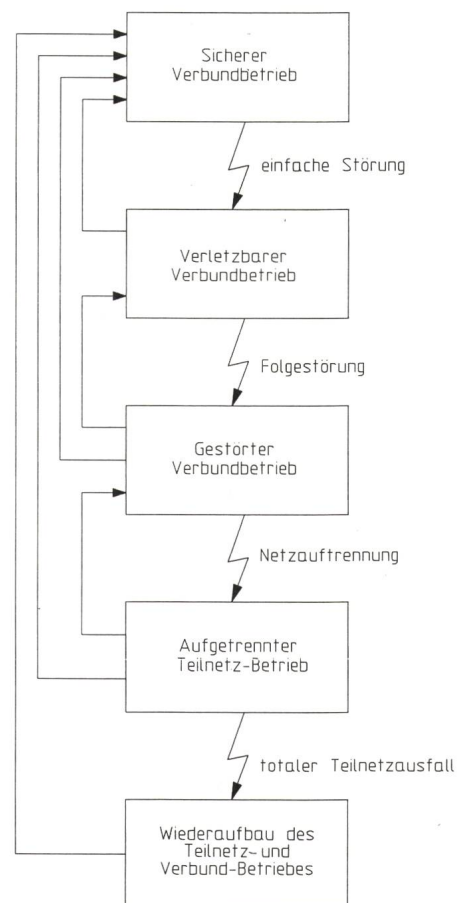 Sicherer
Verbundbetrieb
einfache Störung
Verletzbarer
Verbundbetrieb
Folgestörung
Gestörter
Verbundbetrieb
Netzauftrennung
Aufgetrennter
Teilnetz-Betrieb
totaler Teilnetzausfall
Wiederaufbau des
Teilnetz-und
Verbund-Betriebes